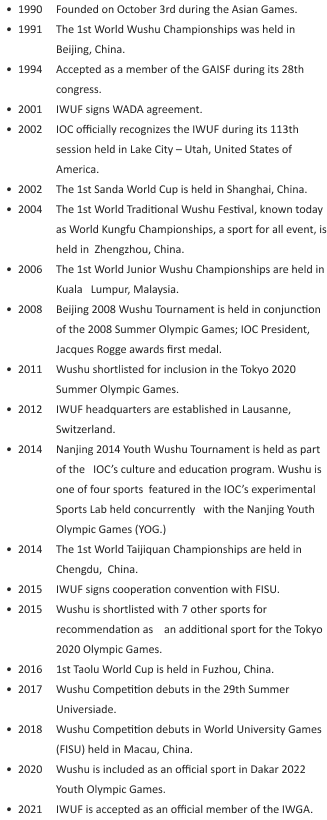 • 1990 Founded on October 3rd during the Asian Games.
• 1991 The 1st World Wushu Championships was held in
Beijing, China.
• 1994 Accepted as a member of the GAISF during its 28th
congress.
• 2001 IWUF signs WADA agreement.
• 2002 IOC officially recognizes the IWUF during its 113th
session held in Lake City – Utah, United States of
America.
• 2002 The 1st Sanda World Cup is held in Shanghai, China.
• 2004 The 1st World Traditional Wushu Festival, known today
as World Kungfu Championships, a sport for all event, is
held in Zhengzhou, China.
• 2006 The 1st World Junior Wushu Championships are held in
Kuala Lumpur, Malaysia.
• 2008 Beijing 2008 Wushu Tournament is held in conjunction
of the 2008 Summer Olympic Games; IOC President,
Jacques Rogge awards first medal.
• 2011 Wushu shortlisted for inclusion in the Tokyo 2020
Summer Olympic Games.
• 2012 IWUF headquarters are established in Lausanne,
Switzerland.
• 2014 Nanjing 2014 Youth Wushu Tournament is held as part
of the IOC's culture and education program. Wushu is
one of four sports featured in the IOC's experimental
Sports Lab held concurrently with the Nanjing Youth
Olympic Games (YOG.)
• 2014 The 1st World Taijiquan Championships are held in
Chengdu, China.
• 2015 IWUF signs cooperation convention with FISU.
• 2015 Wushu is shortlisted with 7 other sports for
recommendation as an additional sport for the Tokyo
2020 Olympic Games.
• 2016 1st Taolu World Cup is held in Fuzhou, China.
• 2017 Wushu Competition debuts in the 29th Summer
Universiade.
• 2018 Wushu Competition debuts in World University Games
(FISU) held in Macau, China.
• 2020 Wushu is included as an official sport in Dakar 2022
Youth Olympic Games.
• 2021 IWUF is accepted as an official member of the IWGA.